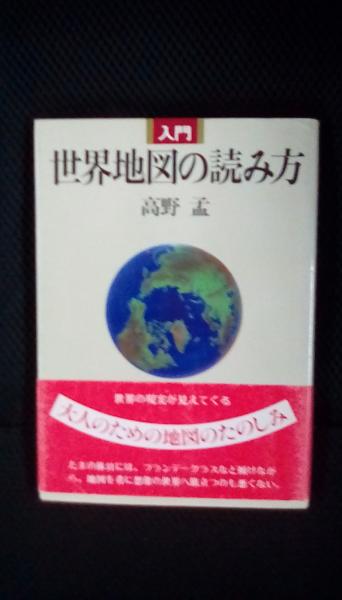 入門
世界地図の読み方
高野 孟
世界の現実が見えてくる
大人のための地図のたのしみ
たまの休日には、ブランデーグラスなど傾けなが
ら、地図を肴に想像の世界へ旅立つのも悪くない。